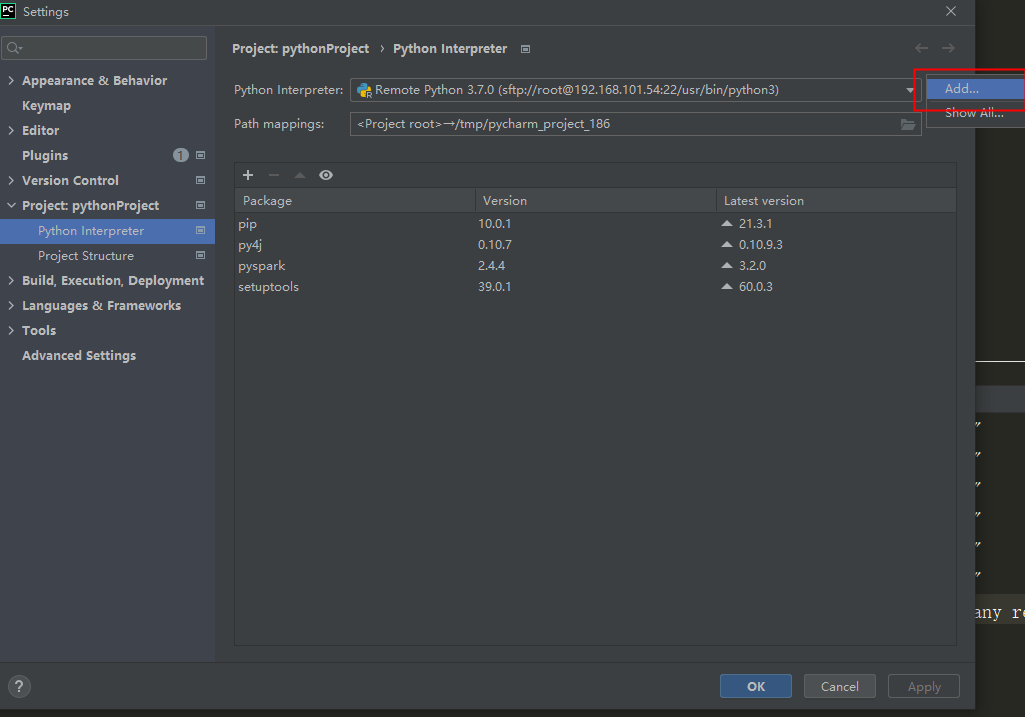 PC Settings
Project: pythonProject › Python Interpreter
Appearance & Behavior
Keymap
Editor
Plugins 1
Version Control
Project: pythonProject
Python Interpreter
Project Structure
Build, Execution, Deployment
Languages & Frameworks
Tools
Advanced Settings
Python Interpreter: Remote Python 3.7.0 (sftp://root@192.168.101.54:22/usr/bin/python3)
Add...
Show All...
Path mappings: <Project root>→/tmp/pycharm_project_186
Package Version Latest version
pip 10.0.1 21.3.1
py4j 0.10.7 0.10.9.3
pyspark 2.4.4 3.2.0
setuptools 39.0.1 60.0.3
any
? OK Cancel Apply